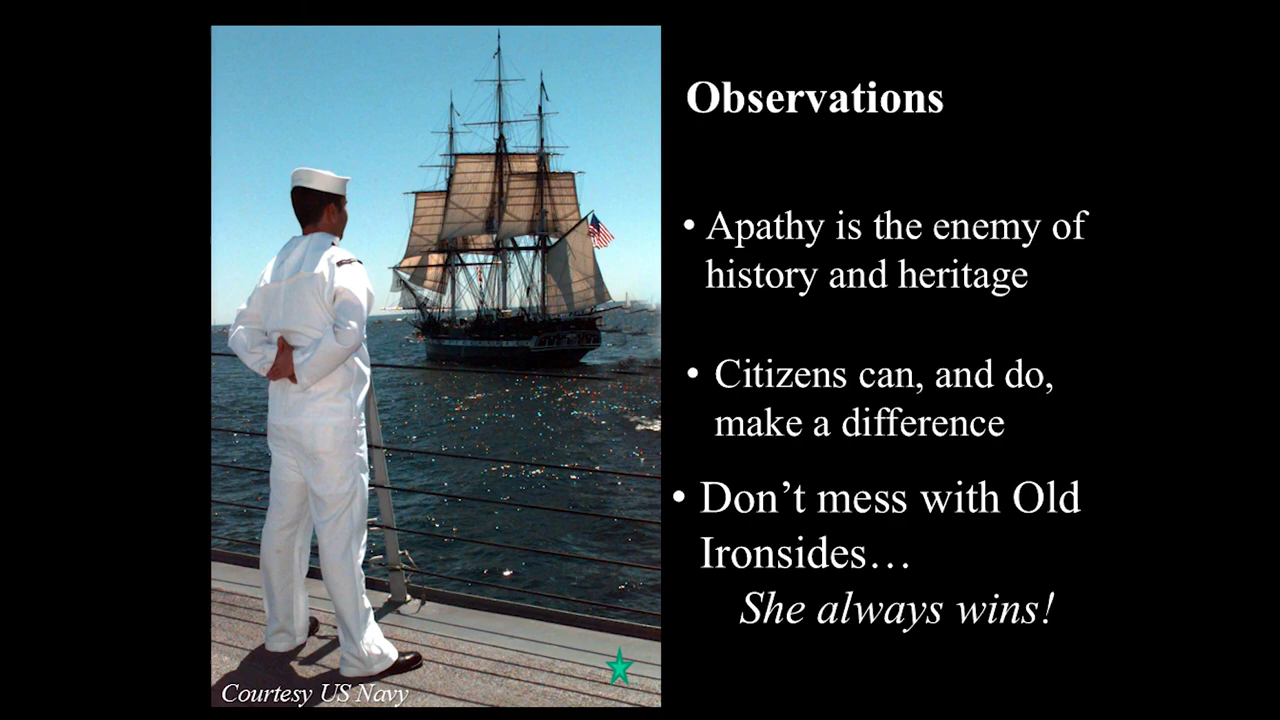 Observations
• Apathy is the enemy of
history and heritage
• Citizens can, and do,
make a difference
• Don’t mess with Old
Ironsides…
She always wins!
Courtesy US Navy